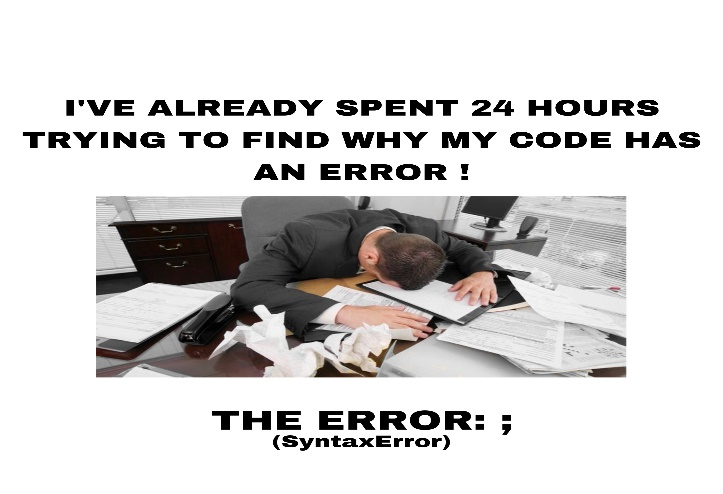 I'VE ALREADY SPENT 24 HOURS
TRYING TO FIND WHY MY CODE HAS
AN ERROR !
THE ERROR: ;
(SyntaxError)